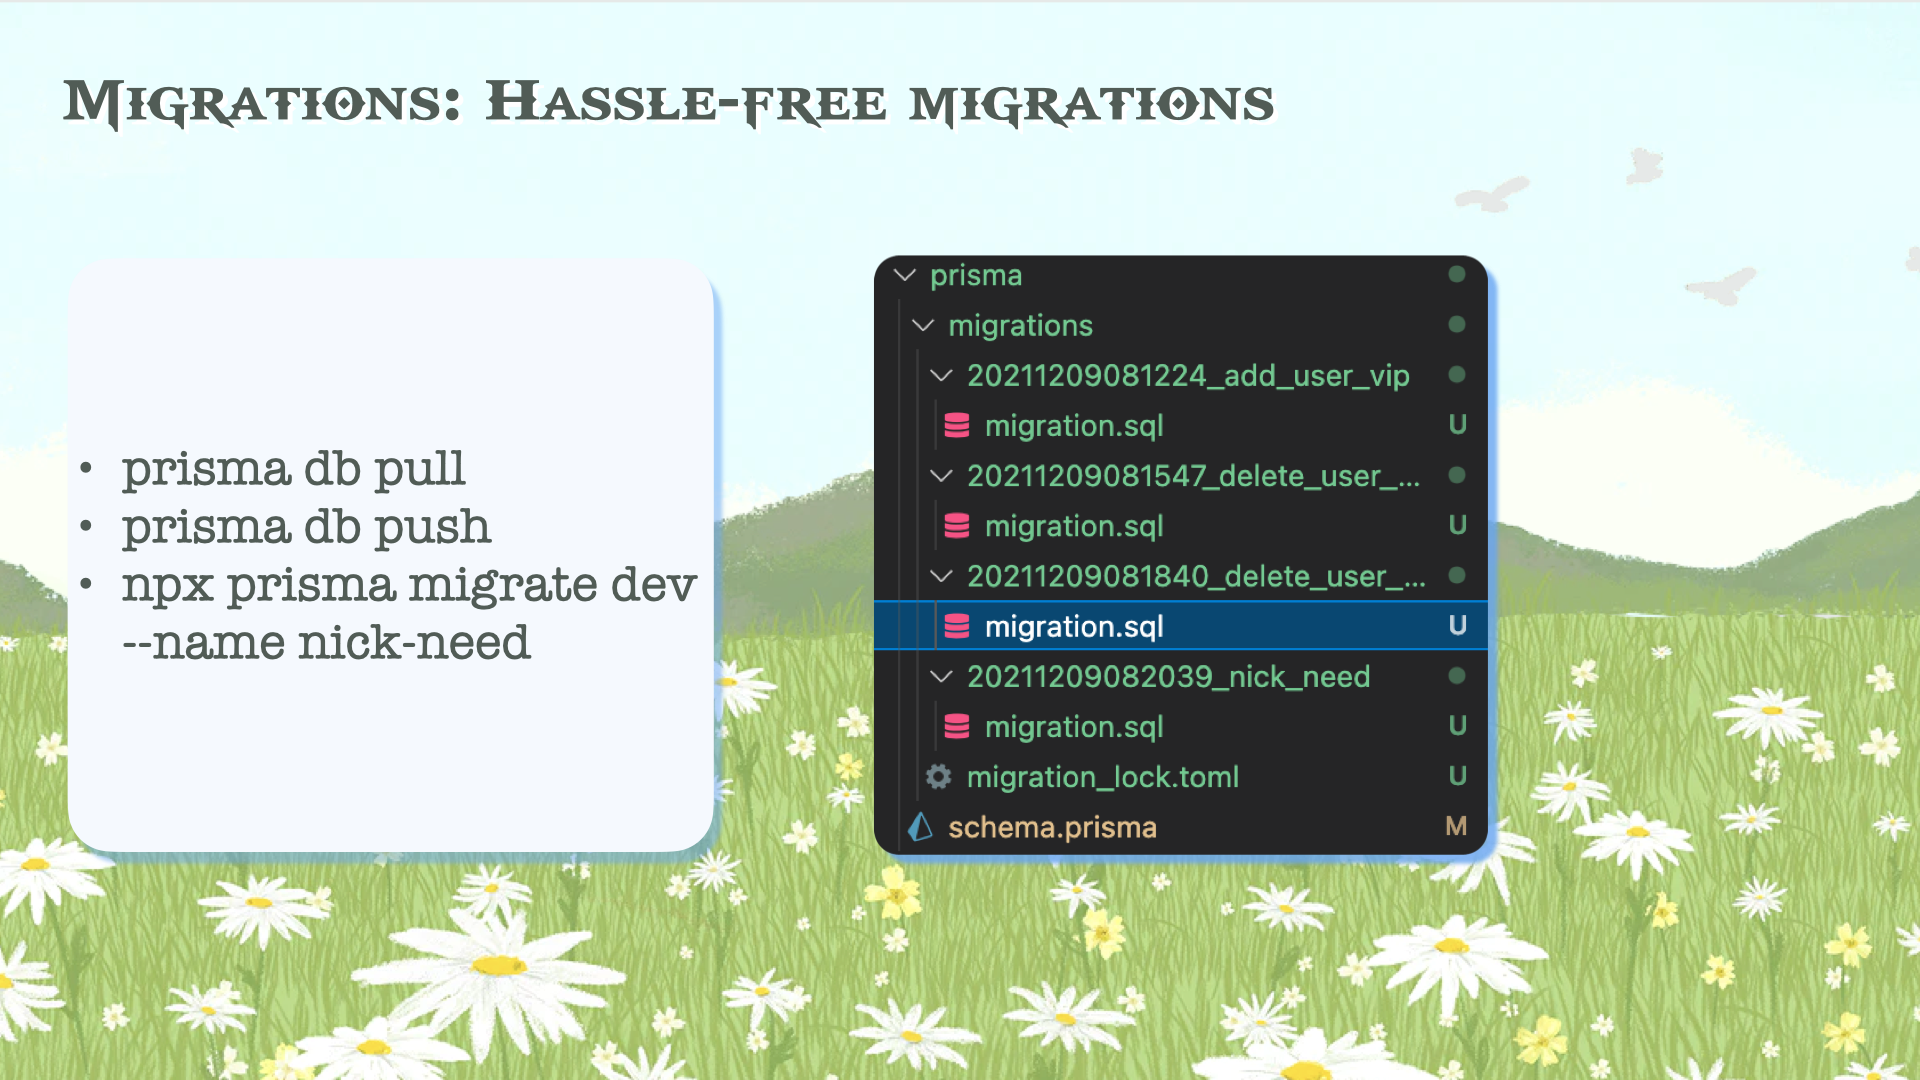 Migrations: Hassle-free migrations
• prisma db pull
• prisma db push
• npx prisma migrate dev
--name nick-need
prisma
migrations
20211209081224_add_user_vip
migration.sql U
20211209081547_delete_user_...
migration.sql U
20211209081840_delete_user_...
migration.sql U
20211209082039_nick_need
migration.sql U
migration_lock.toml U
schema.prisma M